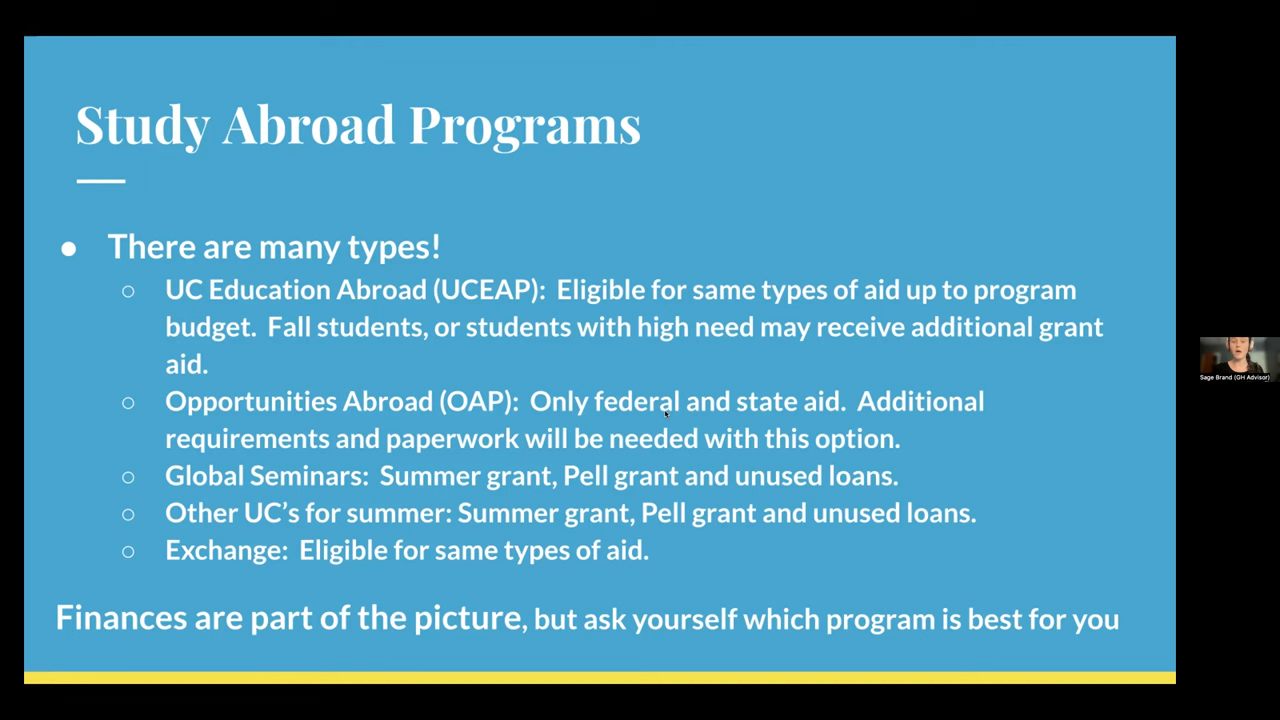 Study Abroad Programs
● There are many types!
○ UC Education Abroad (UCEAP): Eligible for same types of aid up to program
budget. Fall students, or students with high need may receive additional grant
aid.
○ Opportunities Abroad (OAP): Only federal and state aid. Additional
requirements and paperwork will be needed with this option.
○ Global Seminars: Summer grant, Pell grant and unused loans.
○ Other UC’s for summer: Summer grant, Pell grant and unused loans.
○ Exchange: Eligible for same types of aid.
Finances are part of the picture, but ask yourself which program is best for you
Sage Brand (GH Advisor)